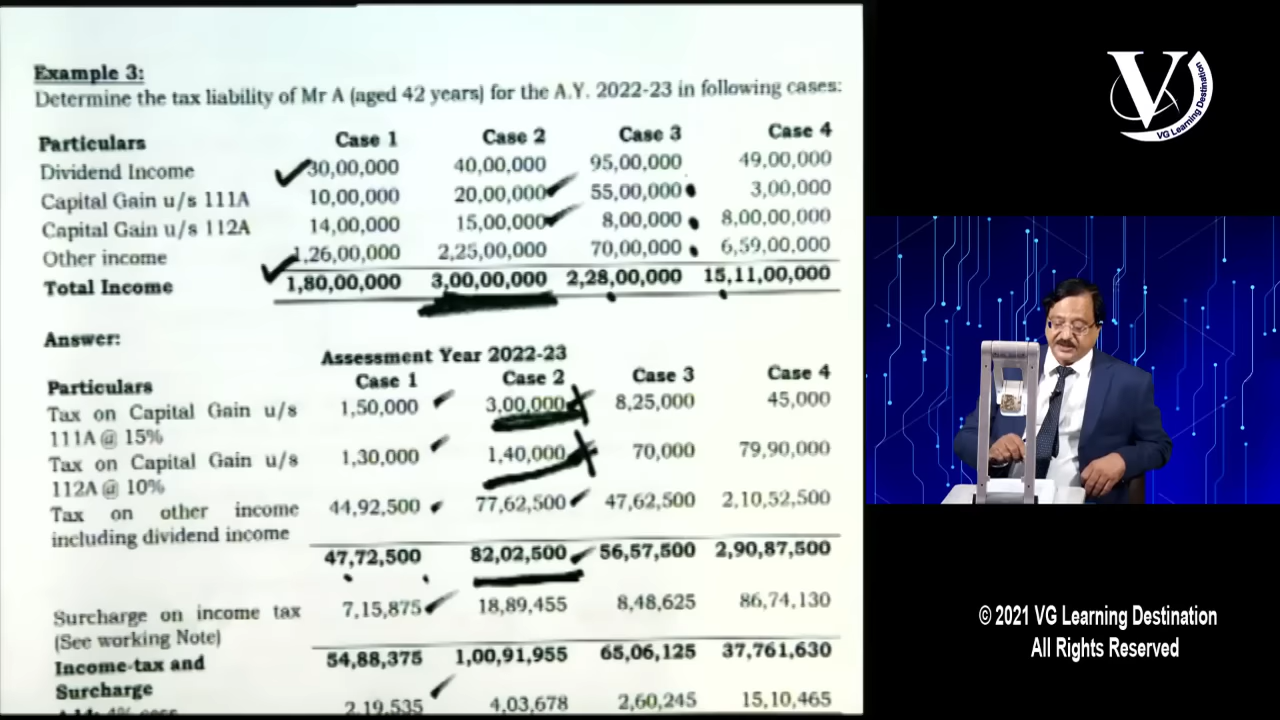 Example 3:
Determine the tax liability of Mr A (aged 42 years) for the A.Y. 2022-23 in following cases:
Particulars Case 1 Case 2 Case 3 Case 4
Dividend Income 30,00,000 40,00,000 95,00,000 49,00,000
Capital Gain u/s 111A 10,00,000 20,00,000 55,00,000 3,00,000
Capital Gain u/s 112A 14,00,000 15,00,000 8,00,000 8,00,00,000
Other income 1,26,00,000 2,25,00,000 70,00,000 6,59,00,000
Total Income 1,80,00,000 3,00,00,000 2,28,00,000 15,11,00,000
Answer:
Assessment Year 2022-23
Particulars Case 1 Case 2 Case 3 Case 4
Tax on Capital Gain u/s 1,50,000 3,00,000 8,25,000 45,000
111A @ 15%
Tax on Capital Gain u/s 1,30,000 1,40,000 70,000 79,90,000
112A @ 10%
Tax on other income 44,92,500 77,62,500 47,62,500 2,10,52,500
including dividend income
47,72,500 82,02,500 56,57,500 2,90,87,500
Surcharge on income tax 7,15,875 18,89,455 8,48,625 86,74,130
(See working Note)
Income-tax and 54,88,375 1,00,91,955 65,06,125 37,761,630
Surcharge
2,19,535 4,03,678 2,60,245 15,10,465
V
VG Learning Destination
© 2021 VG Learning Destination
All Rights Reserved